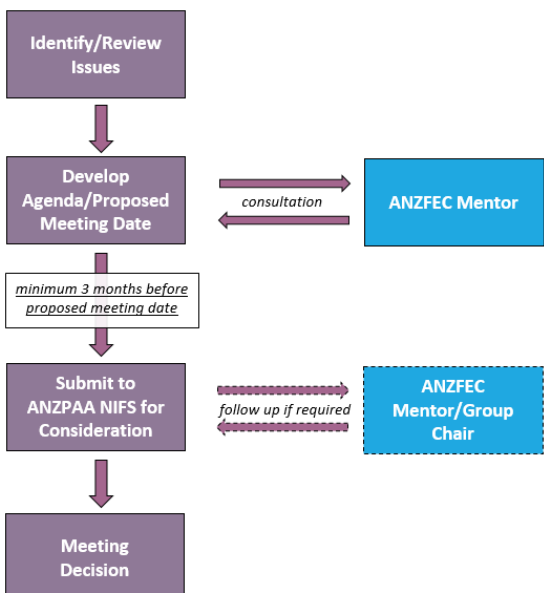 Identify/Review
Issues
Develop
Agenda/Proposed
Meeting Date
consultation
ANZFEC Mentor
minimum 3 months before
proposed meeting date
Submit to
ANZPAA NIFS for
Consideration
follow up if required
ANZFEC
Mentor/Group
Chair
Meeting
Decision